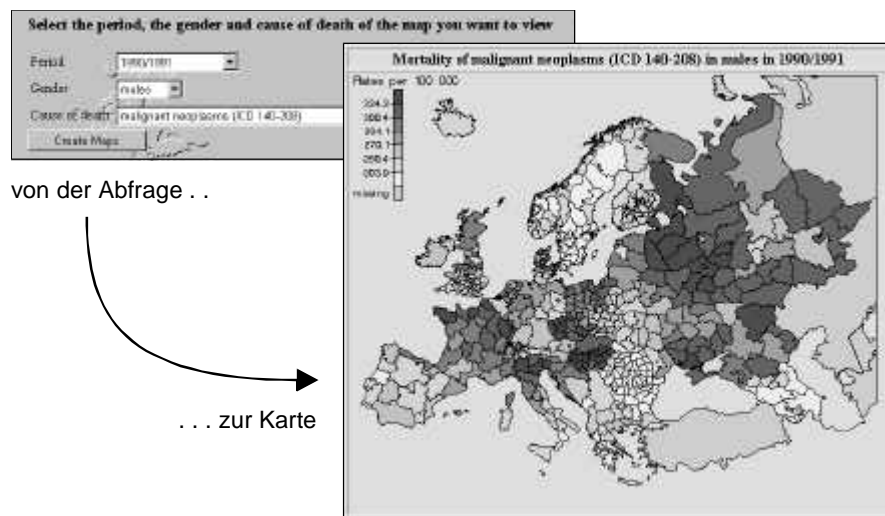 Select the period, the gender and cause of death of the map you want to view
Period 1990/1991
Gender males
Cause of death malignant neoplasms (ICD 140-208)
Create Maps
Mortality of malignant neoplasms (ICD 140-208) in males in 1990/1991
Rates per 100 000
missing
von der Abfrage . .
. . . zur Karte